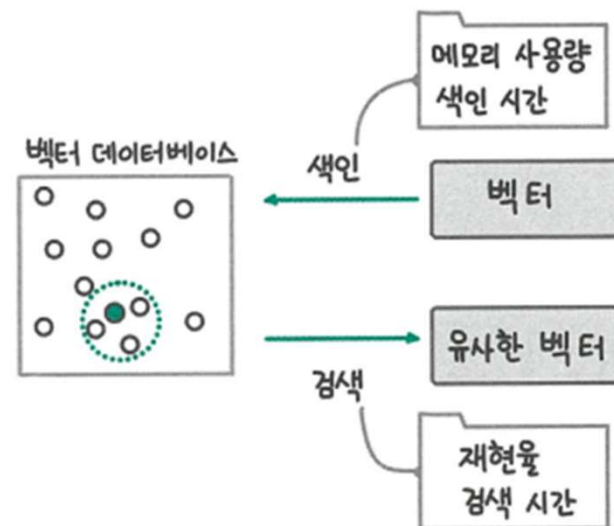 메모리 사용량
색인 시간
벡터 데이터베이스
색인
벡터
유사한 벡터
검색
재현율
검색 시간